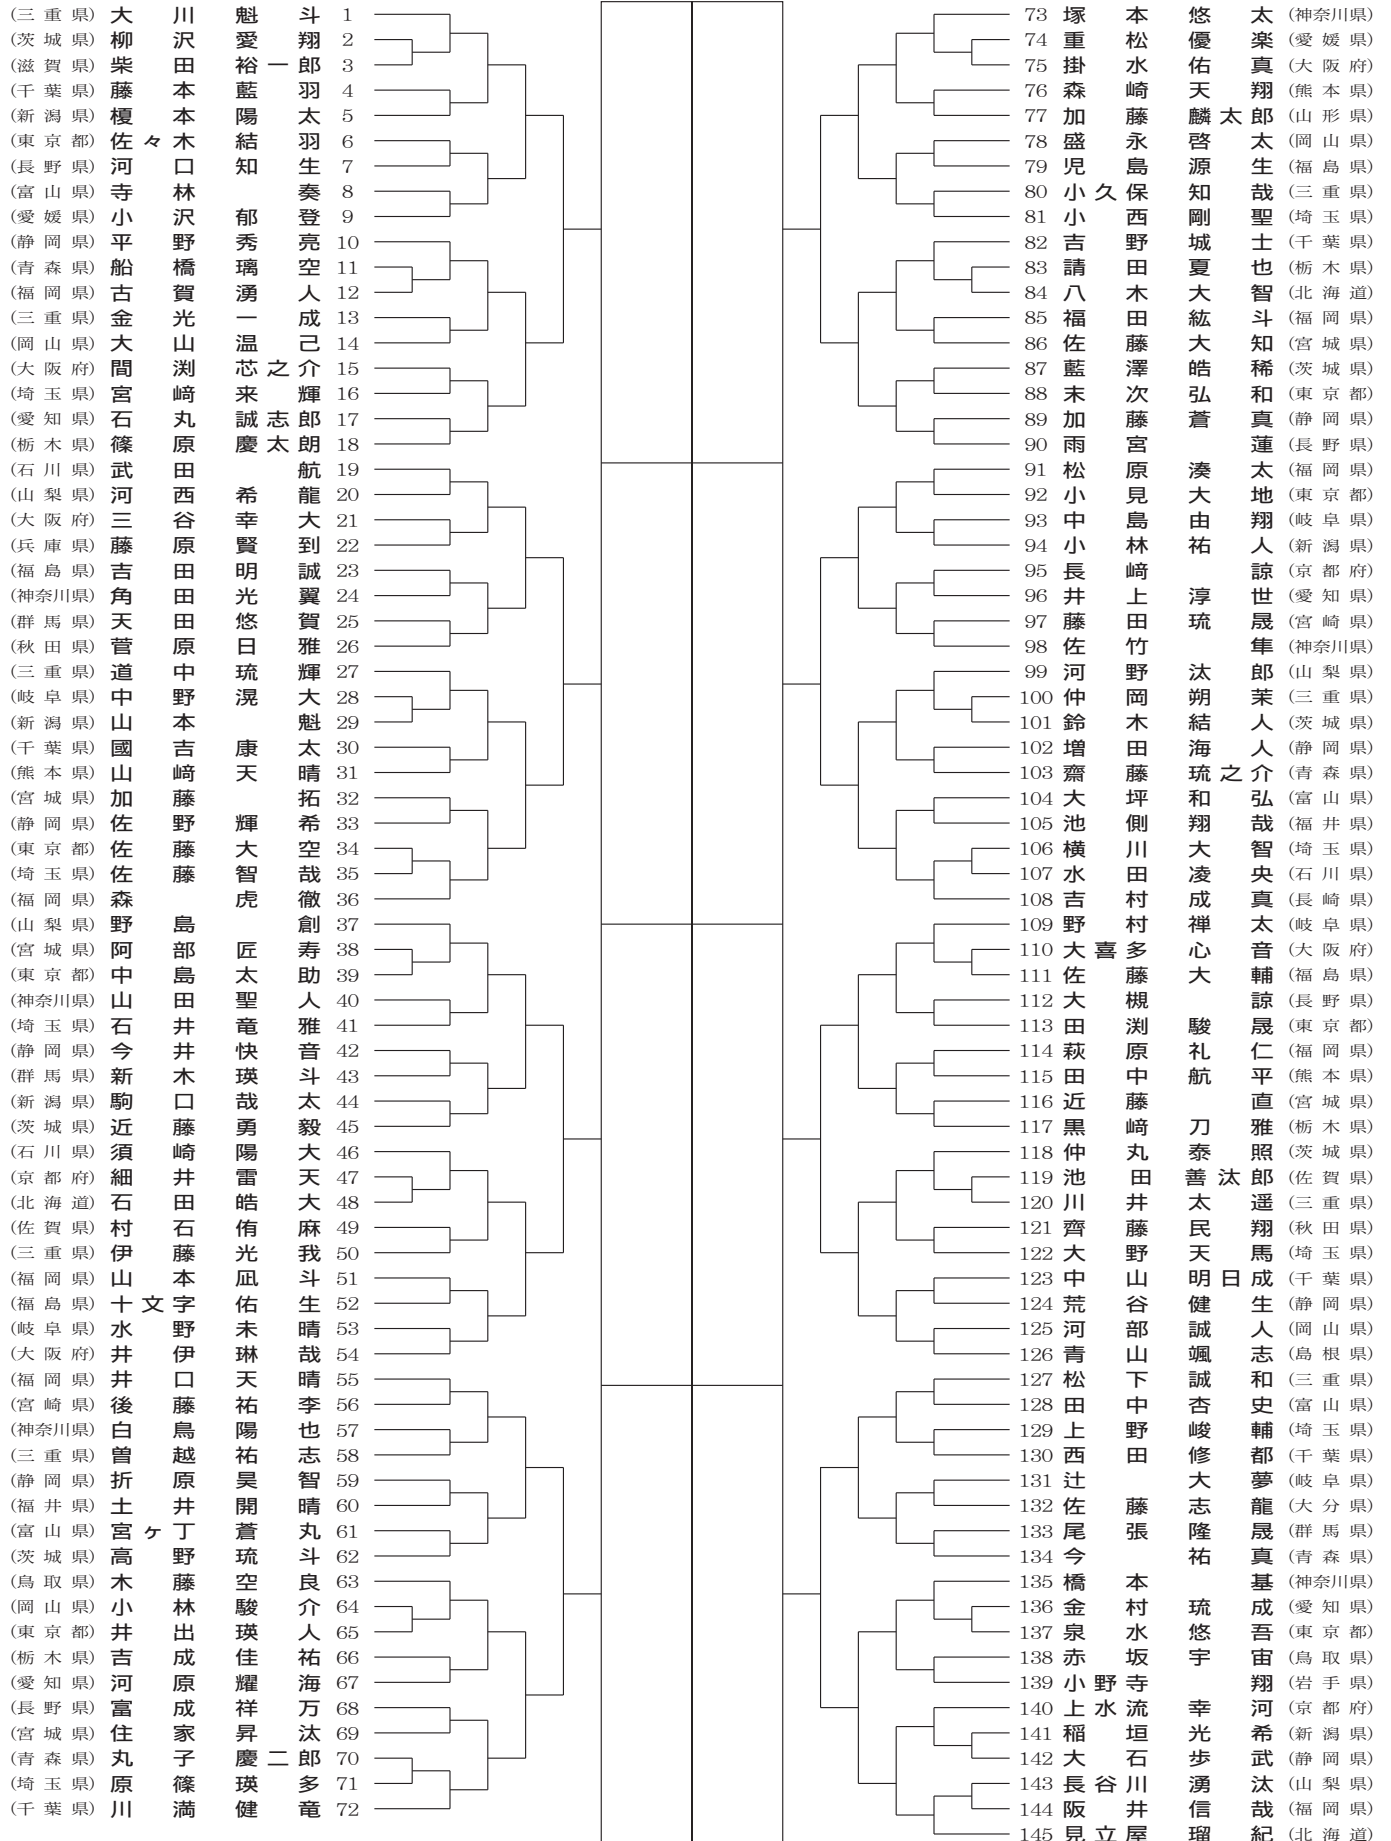 (三重県) 大川魁斗 1
(茨城県) 柳沢愛翔 2
(滋賀県) 柴田裕一郎 3
(千葉県) 藤本藍羽 4
(新潟県) 榎本陽太 5
(東京都) 佐々木結羽 6
(長野県) 河口知生 7
(富山県) 寺林奏 8
(愛媛県) 小沢郁登 9
(静岡県) 平野秀亮 10
(青森県) 船橋璃空 11
(福岡県) 古賀湧人 12
(三重県) 金光一成 13
(岡山県) 大山温己 14
(大阪府) 間渕芯之介 15
(埼玉県) 宮﨑来輝 16
(愛知県) 石丸誠志郎 17
(栃木県) 篠原慶太朗 18
(石川県) 武田航 19
(山梨県) 河西希龍 20
(大阪府) 三谷幸大 21
(兵庫県) 藤原賢到 22
(福島県) 吉田明誠 23
(神奈川県) 角田光翼 24
(群馬県) 天田悠賀 25
(秋田県) 菅原日雅 26
(三重県) 道中琉輝 27
(岐阜県) 中野滉大 28
(新潟県) 山本魁 29
(千葉県) 國吉康太 30
(熊本県) 山﨑天晴 31
(宮城県) 加藤拓 32
(静岡県) 佐野輝希 33
(東京都) 佐藤大空 34
(埼玉県) 佐藤智哉 35
(福岡県) 森虎徹 36
(山梨県) 野島創 37
(宮城県) 阿部匠寿 38
(東京都) 中島太助 39
(神奈川県) 山田聖人 40
(埼玉県) 石井竜雅 41
(静岡県) 今井快音 42
(群馬県) 新木瑛斗 43
(新潟県) 駒口哉太 44
(茨城県) 近藤勇毅 45
(石川県) 須崎陽大 46
(京都府) 細井雷天 47
(北海道) 石田皓大 48
(佐賀県) 村石侑麻 49
(三重県) 伊藤光我 50
(福岡県) 山本凪斗 51
(福島県) 十文字佑生 52
(岐阜県) 水野未晴 53
(大阪府) 井伊琳哉 54
(福岡県) 井口天晴 55
(宮崎県) 後藤祐李 56
(神奈川県) 白鳥陽也 57
(三重県) 曽越祐志 58
(静岡県) 折原昊智 59
(福井県) 土井開晴 60
(富山県) 宮ヶ丁蒼丸 61
(茨城県) 高野琉斗 62
(鳥取県) 木藤空良 63
(岡山県) 小林駿介 64
(東京都) 井出瑛人 65
(栃木県) 吉成佳祐 66
(愛知県) 河原耀海 67
(長野県) 富成祥万 68
(宮城県) 住家昇汰 69
(青森県) 丸子慶二郎 70
(埼玉県) 原篠瑛多 71
(千葉県) 川満健竜 72
73 塚本悠太 (神奈川県)
74 重松優楽 (愛媛県)
75 掛水佑真 (大阪府)
76 森崎天翔 (熊本県)
77 加藤麟太郎 (山形県)
78 盛永啓太 (岡山県)
79 児島源生 (福島県)
80 小久保知哉 (三重県)
81 小西剛聖 (埼玉県)
82 吉野城士 (千葉県)
83 請田夏也 (栃木県)
84 八木大智 (北海道)
85 福田紘斗 (福岡県)
86 佐藤大知 (宮城県)
87 藍澤皓稀 (茨城県)
88 末次弘和 (東京都)
89 加藤蒼真 (静岡県)
90 雨宮蓮 (長野県)
91 松原湊太 (福岡県)
92 小見大地 (東京都)
93 中島由翔 (岐阜県)
94 小林祐人 (新潟県)
95 長﨑諒 (京都府)
96 井上淳世 (愛知県)
97 藤田琉晟 (宮崎県)
98 佐竹隼 (神奈川県)
99 河野汰郎 (山梨県)
100 仲岡朔茉 (三重県)
101 鈴木結人 (茨城県)
102 増田海人 (静岡県)
103 齋藤琉之介 (青森県)
104 大坪和弘 (富山県)
105 池側翔哉 (福井県)
106 横川大智 (埼玉県)
107 水田凌央 (石川県)
108 吉村成真 (長崎県)
109 野村禅太 (岐阜県)
110 大喜多心音 (大阪府)
111 佐藤大輔 (福島県)
112 大槻諒 (長野県)
113 田渕駿晟 (東京都)
114 萩原礼仁 (福岡県)
115 田中航平 (熊本県)
116 近藤直 (宮城県)
117 黒﨑刀雅 (栃木県)
118 仲丸泰照 (茨城県)
119 池田善汰郎 (佐賀県)
120 川井太遥 (三重県)
121 齊藤民翔 (秋田県)
122 大野天馬 (埼玉県)
123 中山明日成 (千葉県)
124 荒谷健生 (静岡県)
125 河部誠人 (岡山県)
126 青山颯志 (島根県)
127 松下誠和 (三重県)
128 田中杏史 (富山県)
129 上野峻輔 (埼玉県)
130 西田修都 (千葉県)
131 辻大夢 (岐阜県)
132 佐藤志龍 (大分県)
133 尾張隆晟 (群馬県)
134 今祐真 (青森県)
135 橋本基 (神奈川県)
136 金村琉成 (愛知県)
137 泉水悠吾 (東京都)
138 赤坂宇宙 (鳥取県)
139 小野寺翔 (岩手県)
140 上水流幸河 (京都府)
141 稲垣光希 (新潟県)
142 大石歩武 (静岡県)
143 長谷川湧汰 (山梨県)
144 阪井信哉 (福岡県)
145 見立屋瑠紀 (北海道)